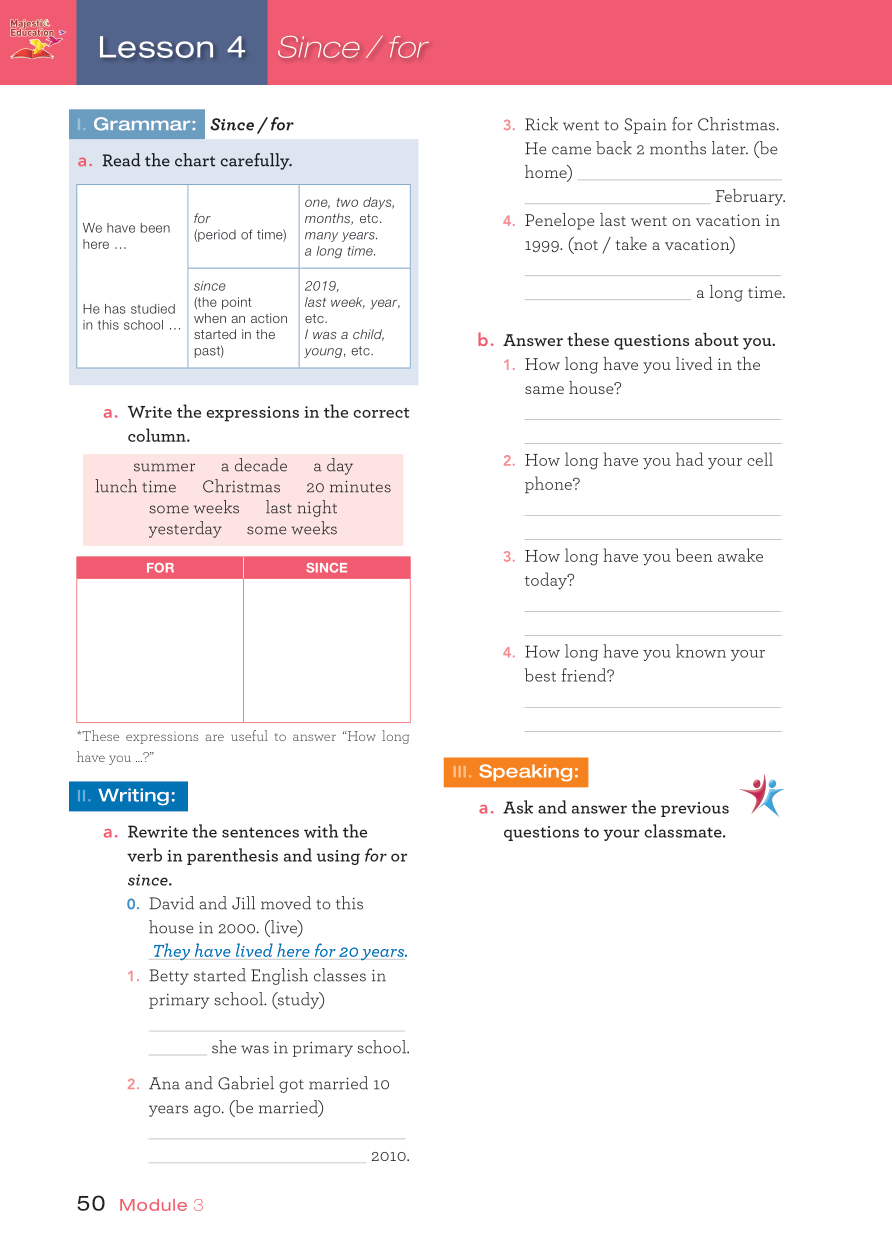 Majestic
Education
Lesson 4
Since / for
I. Grammar: Since / for
a. Read the chart carefully.
We have been
here …
for
(period of time)
one, two days,
months, etc.
many years.
a long time.
He has studied
in this school …
since
(the point
when an action
started in the
past)
2019,
last week, year,
etc.
I was a child,
young, etc.
a. Write the expressions in the correct
column.
summer a decade a day
lunch time Christmas 20 minutes
some weeks last night
yesterday some weeks
FOR SINCE
*These expressions are useful to answer “How long
have you …?”
II. Writing:
a. Rewrite the sentences with the
verb in parenthesis and using for or
since.
0. David and Jill moved to this
house in 2000. (live)
They have lived here for 20 years.
1. Betty started English classes in
primary school. (study)
she was in primary school.
2. Ana and Gabriel got married 10
years ago. (be married)
2010.
3. Rick went to Spain for Christmas.
He came back 2 months later. (be
home)
February.
4. Penelope last went on vacation in
1999. (not / take a vacation)
a long time.
b. Answer these questions about you.
1. How long have you lived in the
same house?
2. How long have you had your cell
phone?
3. How long have you been awake
today?
4. How long have you known your
best friend?
III. Speaking:
a. Ask and answer the previous
questions to your classmate.
50 Module 3